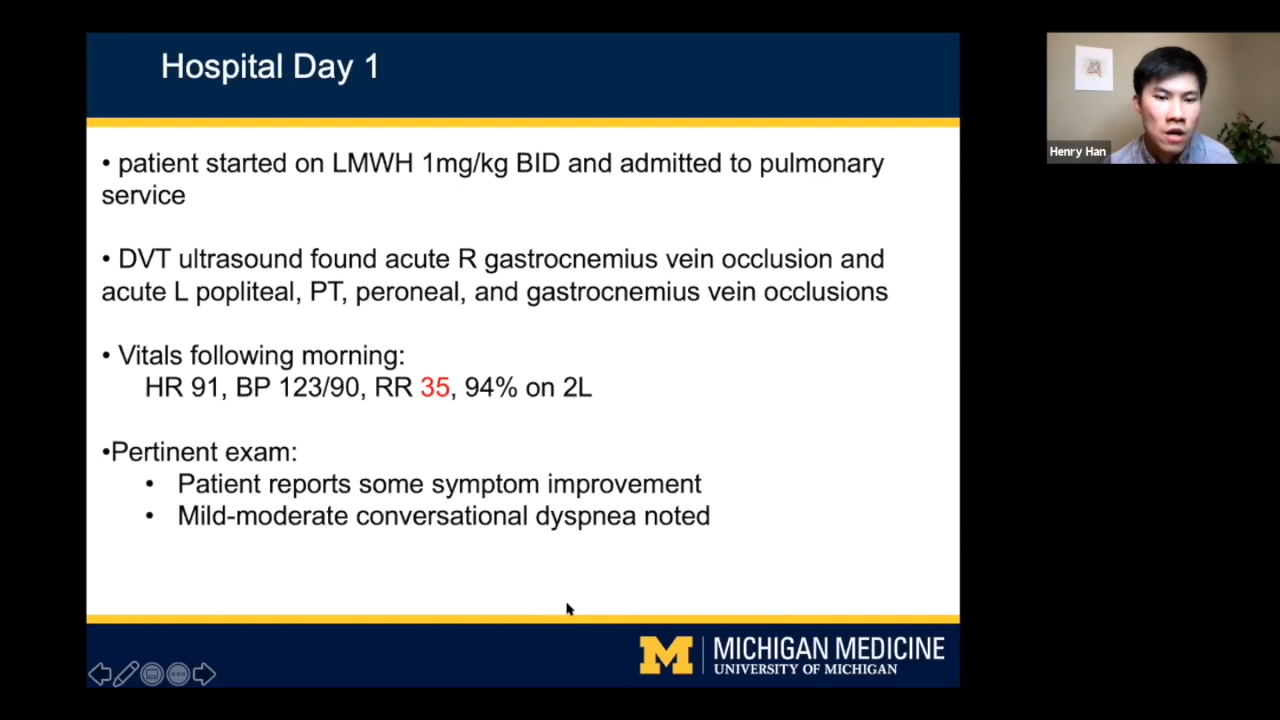 Hospital Day 1
• patient started on LMWH 1mg/kg BID and admitted to pulmonary
service
• DVT ultrasound found acute R gastrocnemius vein occlusion and
acute L popliteal, PT, peroneal, and gastrocnemius vein occlusions
• Vitals following morning:
HR 91, BP 123/90, RR 35, 94% on 2L
•Pertinent exam:
• Patient reports some symptom improvement
• Mild-moderate conversational dyspnea noted
M MICHIGAN MEDICINE
UNIVERSITY OF MICHIGAN
Henry Han